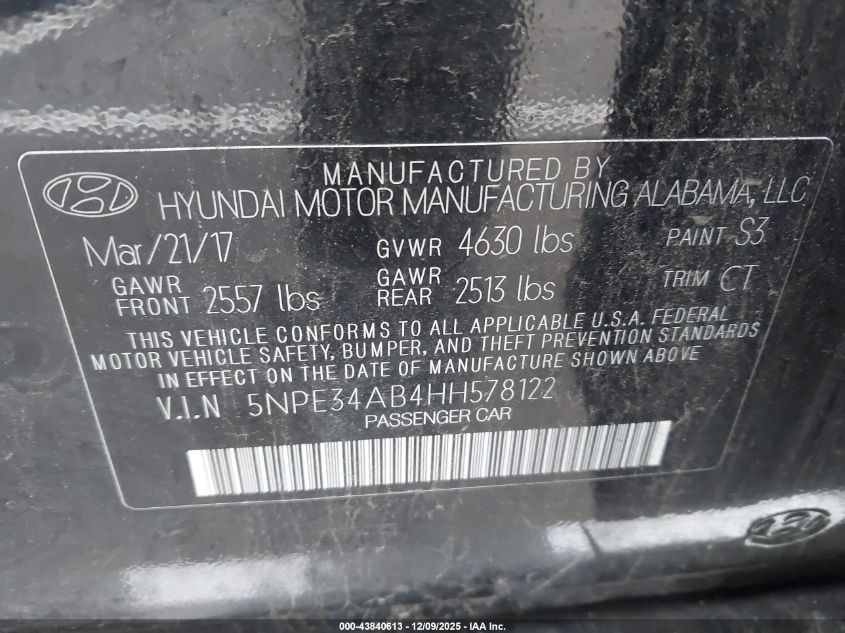 MANUFACTURED BY
HYUNDAI MOTOR MANUFACTURING ALABAMA, LLC
Mar/21/17 GVWR 4630 lbs PAINT S3
GAWR FRONT 2557 lbs GAWR REAR 2513 lbs TRIM CT
THIS VEHICLE CONFORMS TO ALL APPLICABLE U.S.A. FEDERAL
MOTOR VEHICLE SAFETY, BUMPER, AND THEFT PREVENTION STANDARDS
IN EFFECT ON THE DATE OF MANUFACTURE SHOWN ABOVE
V.I.N 5NPE34AB4HH578122
PASSENGER CAR
000-43840613 - 12/09/2025 - IAA Inc.